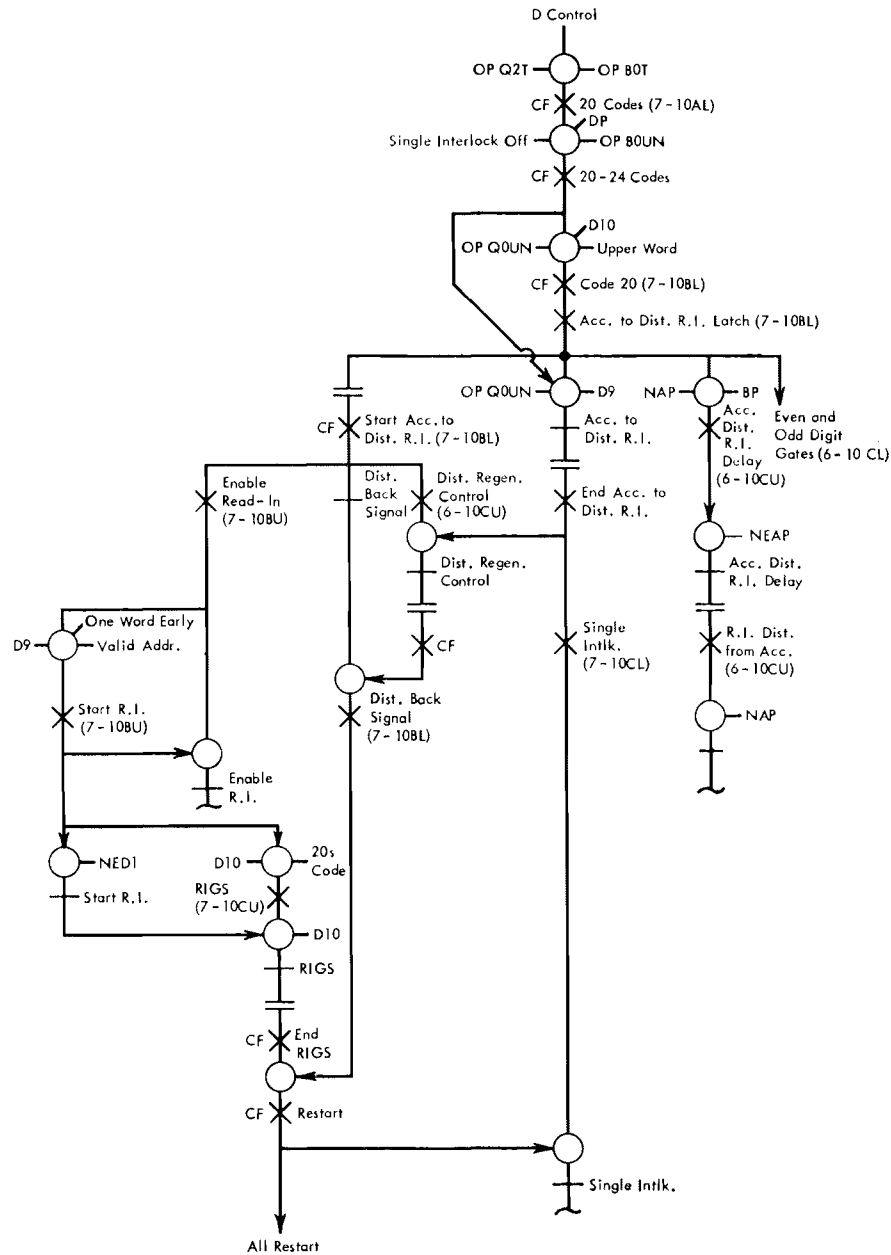 D Control
OP Q2T
OP B0T
CF
20 Codes (7-10AL)
DP
Single Interlock Off
OP B0UN
CF
20-24 Codes
D10
OP Q0UN
Upper Word
CF
Code 20 (7-10BL)
Acc. to Dist. R.I. Latch (7-10BL)
OP Q0UN
D9
NAP
BP
CF
Start Acc. to
Dist. R.I. (7-10BL)
Acc. to
Dist. R.I.
Acc.
Dist.
R.I.
Delay
(6-10CU)
Even and
Odd Digit
Gates (6-10 CL)
Enable
Read-In
(7-10BU)
Dist.
Back
Signal
Dist. Regen.
Control
(6-10CU)
End Acc. to
Dist. R.I.
NEAP
Dist. Regen.
Control
Acc. Dist.
R.I. Delay
One Word Early
D9
Valid Addr.
CF
Single
Intlk.
(7-10CL)
R.I. Dist
from Acc.
(6-10CU)
Start R.I.
(7-10BU)
Dist. Back
Signal
(7-10BL)
NAP
Enable
R.I.
NED1
D10
20s
Code
Start R.I.
RIGS
(7-10CU)
D10
RIGS
CF
End
RIGS
CF
Restart
Single Intlk.
All Restart